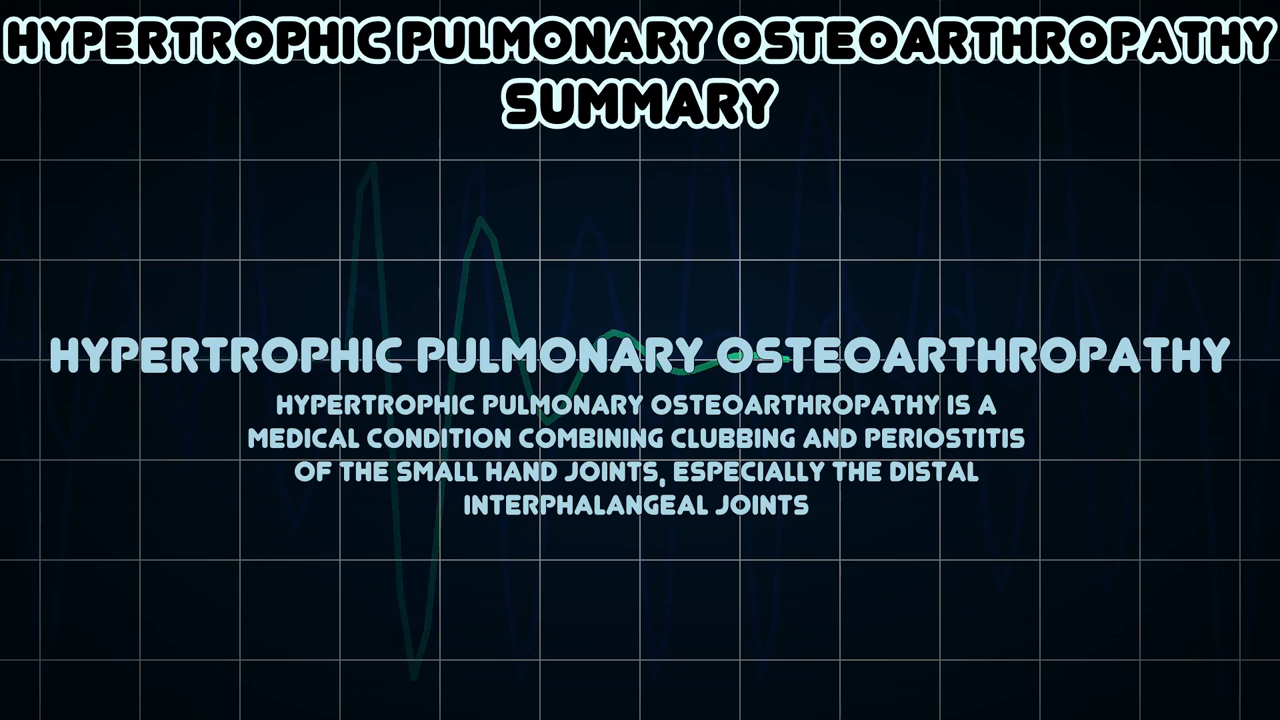 HYPERTROPHIC PULMONARY OSTEOARTHROPATHY
SUMMARY
HYPERTROPHIC PULMONARY OSTEOARTHROPATHY
HYPERTROPHIC PULMONARY OSTEOARTHROPATHY IS A
MEDICAL CONDITION COMBINING CLUBBING AND PERIOSTITIS
OF THE SMALL HAND JOINTS, ESPECIALLY THE DISTAL
INTERPHALANGEAL JOINTS